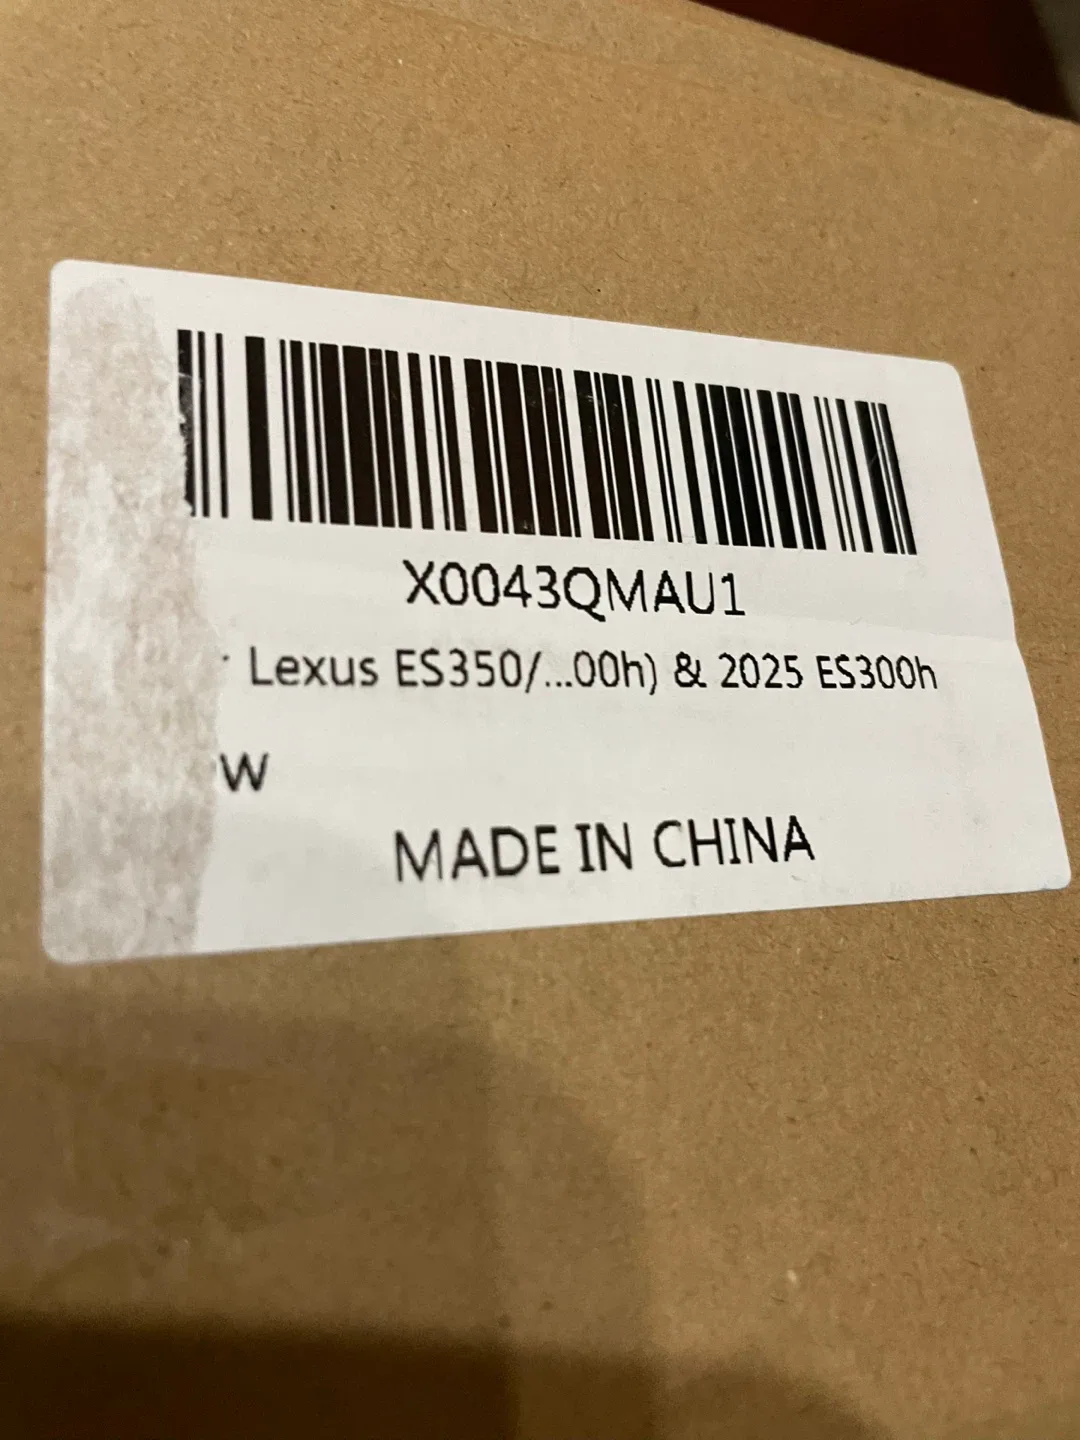 X0043QMAU1
Lexus ES350/...00h) & 2025 ES300h
W
MADE IN CHINA